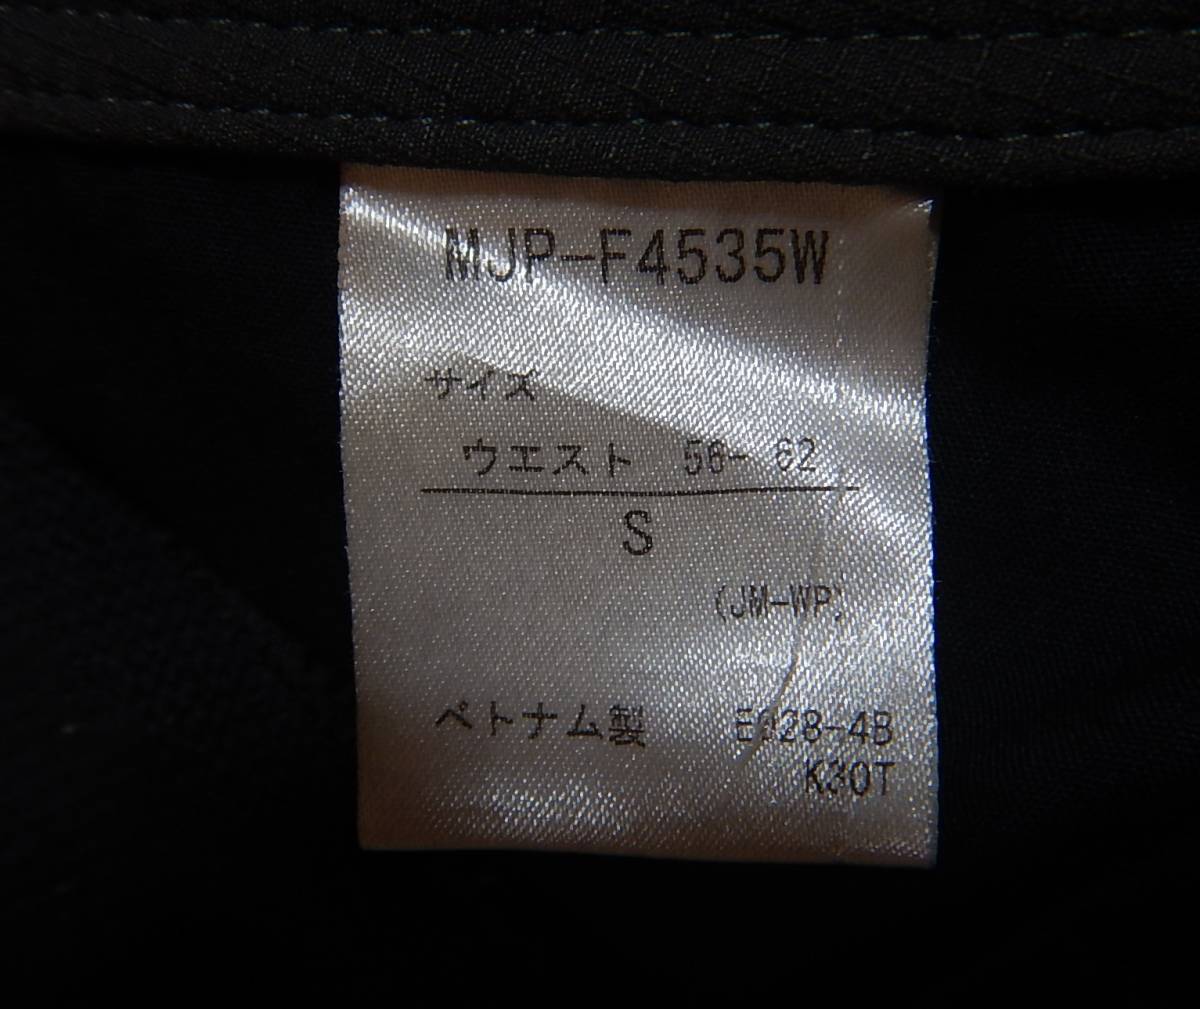 MJP-F4535W
サイズ
ウエスト 56- 62
S
(JM-WP)
ベトナム製 E028-4B
K30T